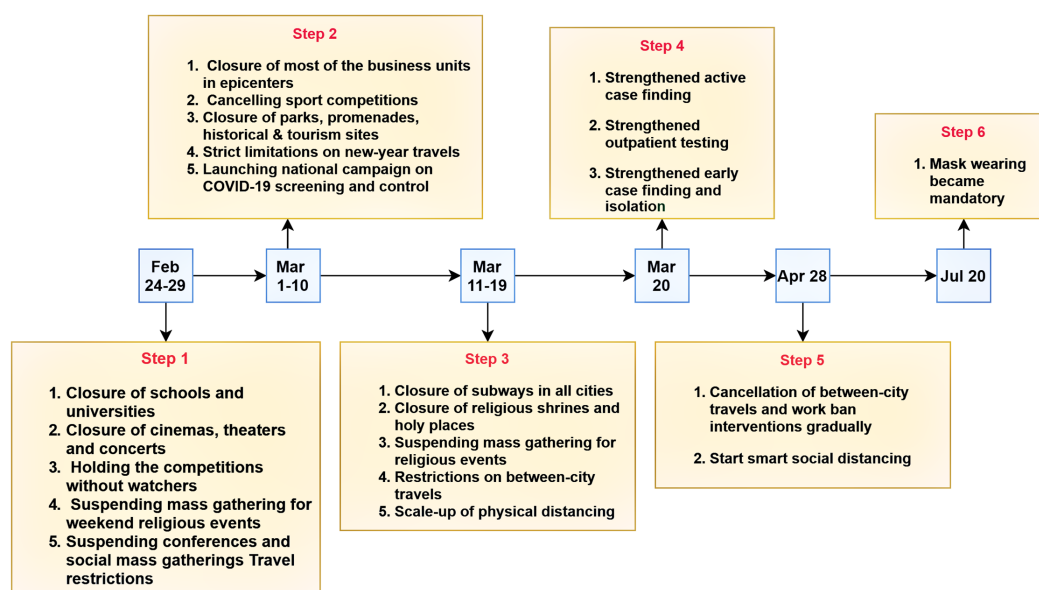 Step 2
1. Closure of most of the business units
in epicenters
2. Cancelling sport competitions
3. Closure of parks, promenades,
historical & tourism sites
4. Strict limitations on new-year travels
5. Launching national campaign on
COVID-19 screening and control
Step 4
1. Strengthened active
case finding
2. Strengthened
outpatient testing
3. Strengthened early
case finding and
isolation
Step 6
1. Mask wearing
became
mandatory
Feb
24-29
Mar
1-10
Mar
11-19
Mar
20
Apr 28
Jul 20
Step 1
1. Closure of schools and
universities
2. Closure of cinemas, theaters
and concerts
3. Holding the competitions
without watchers
4. Suspending mass gathering for
weekend religious events
5. Suspending conferences and
social mass gatherings Travel
restrictions
Step 3
1. Closure of subways in all cities
2. Closure of religious shrines and
holy places
3. Suspending mass gathering for
religious events
4. Restrictions on between-city
travels
5. Scale-up of physical distancing
Step 5
1. Cancellation of between-city
travels and work ban
interventions gradually
2. Start smart social distancing